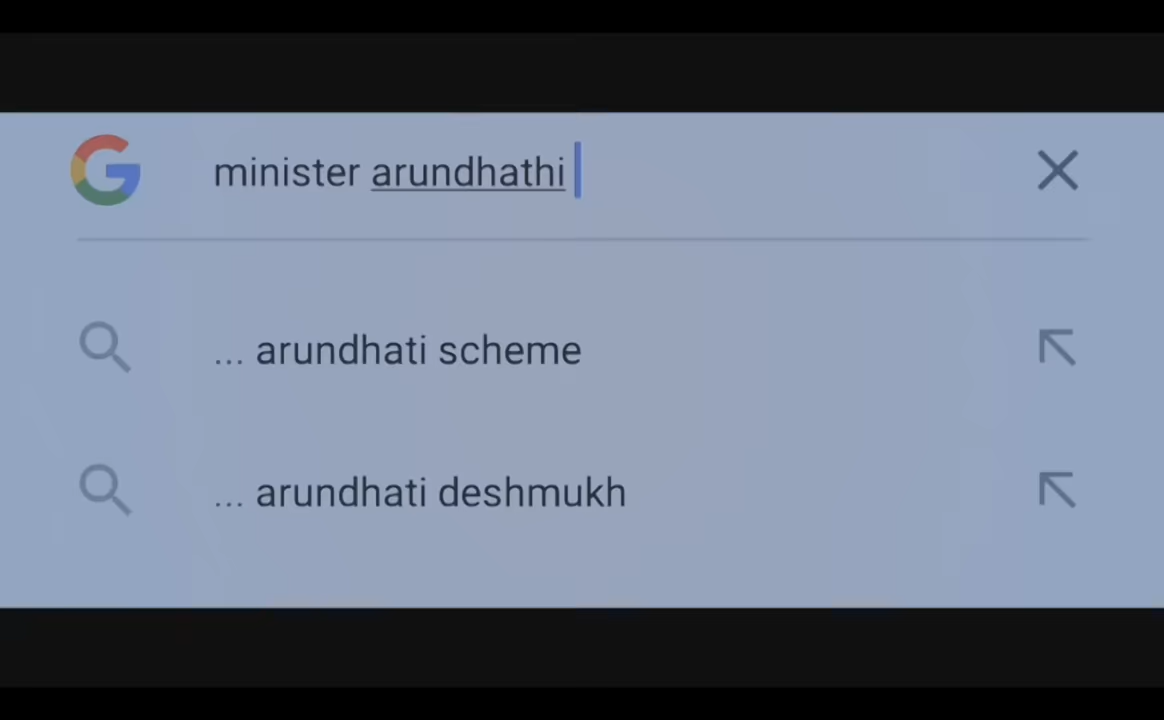 minister arundhathi
... arundhati scheme
... arundhati deshmukh